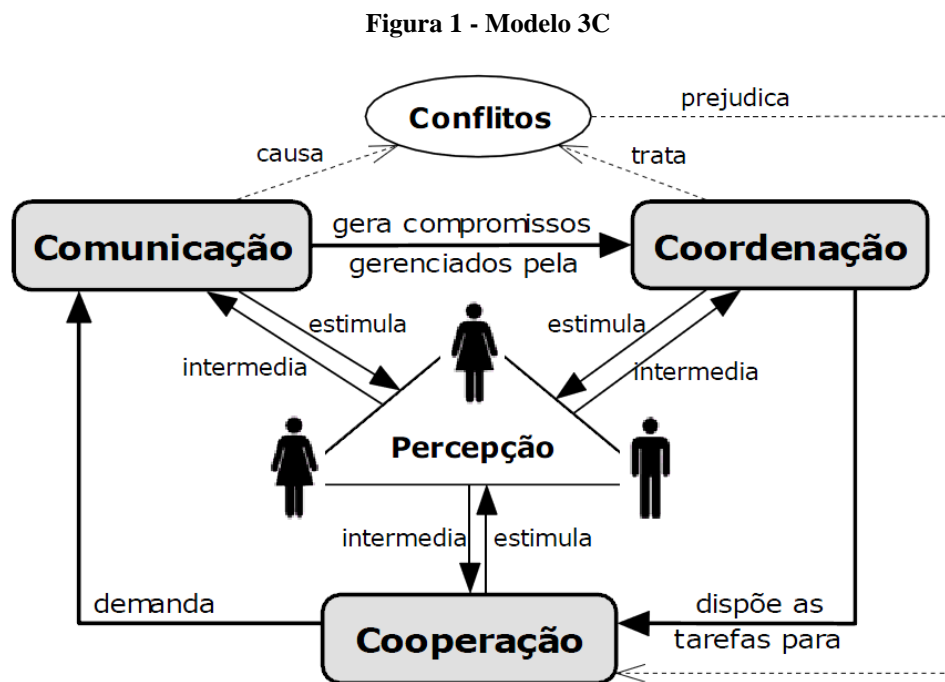 Figura 1 - Modelo 3C
Conflitos
prejudica
causa
trata
Comunicação
gera compromissos
gerenciados pela
Coordenação
estimula
intermedia
estimula
intermedia
Percepção
intermedia
estimula
demanda
Cooperação
dispõe as
tarefas para